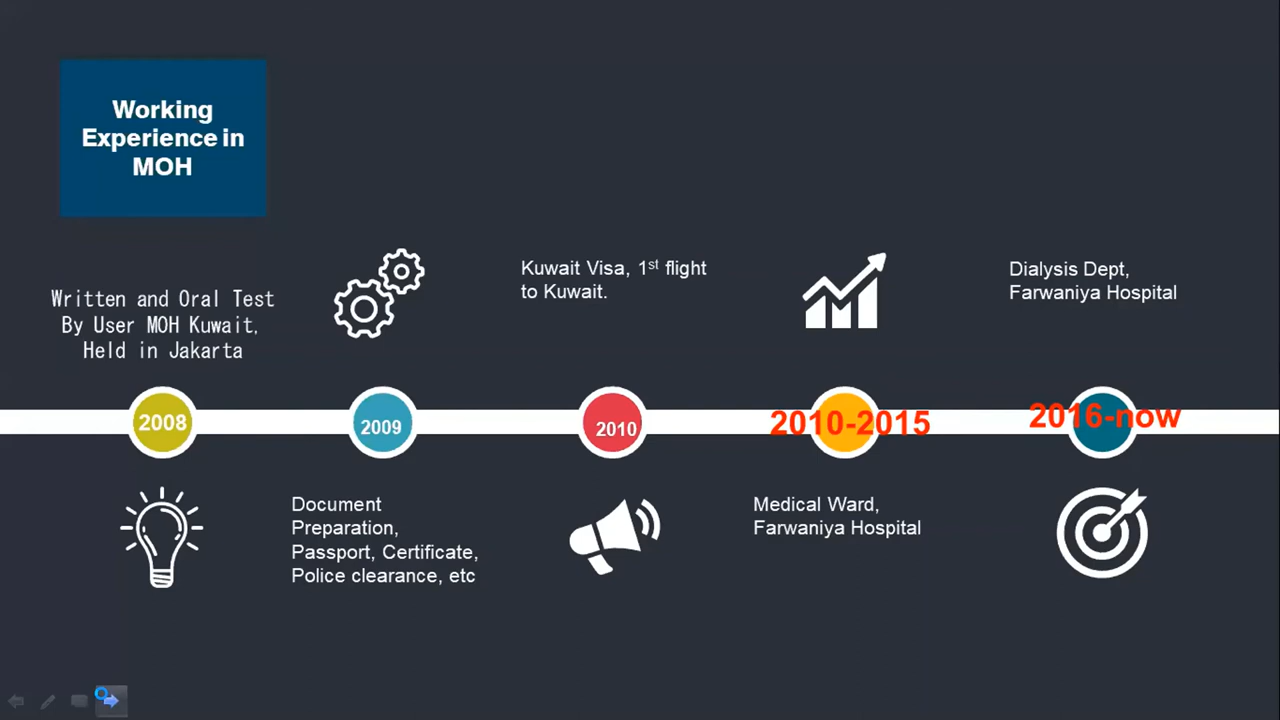 Working
Experience in
MOH
Written and Oral Test
By User MOH Kuwait,
Held in Jakarta
Kuwait Visa, 1st flight
to Kuwait.
Dialysis Dept,
Farwaniya Hospital
2008
2009
2010
2010-2015
2016-now
Document
Preparation,
Passport, Certificate,
Police clearance, etc
Medical Ward,
Farwaniya Hospital